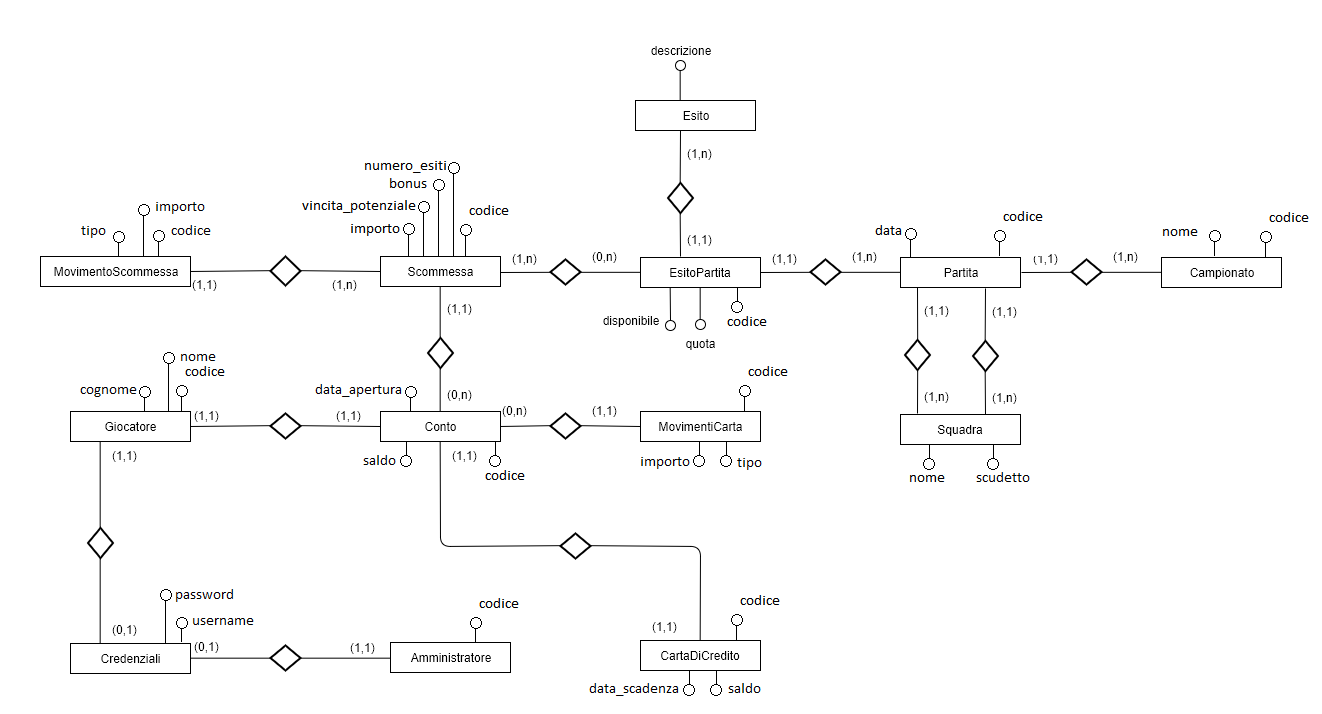 descrizione
Esito
(1,n)
numero_esiti
bonus
vincita_potenziale
importo
codice
importo
tipo
codice
MovimentoScommessa
(1,1)
(1,n)
Scommessa
(1,n)
(0,n)
(1,1)
EsitoPartita
(1,1)
(1,n)
data
codice
Partita
(1,1)
(1,n)
nome
codice
Campionato
disponibile
quota
codice
(1,1)
(1,1)
(1,1)
(0,n)
(1,n)
(1,n)
nome
codice
cognome
Giocatore
(1,1)
(1,1)
data_apertura
Conto
(0,n)
(1,1)
codice
MovimentiCarta
Squadra
(1,1)
saldo
(1,1)
codice
importo
tipo
nome
scudetto
password
username
(0,1)
Credenziali
(0,1)
(1,1)
codice
Amministratore
codice
(1,1)
CartaDiCredito
data_scadenza
saldo